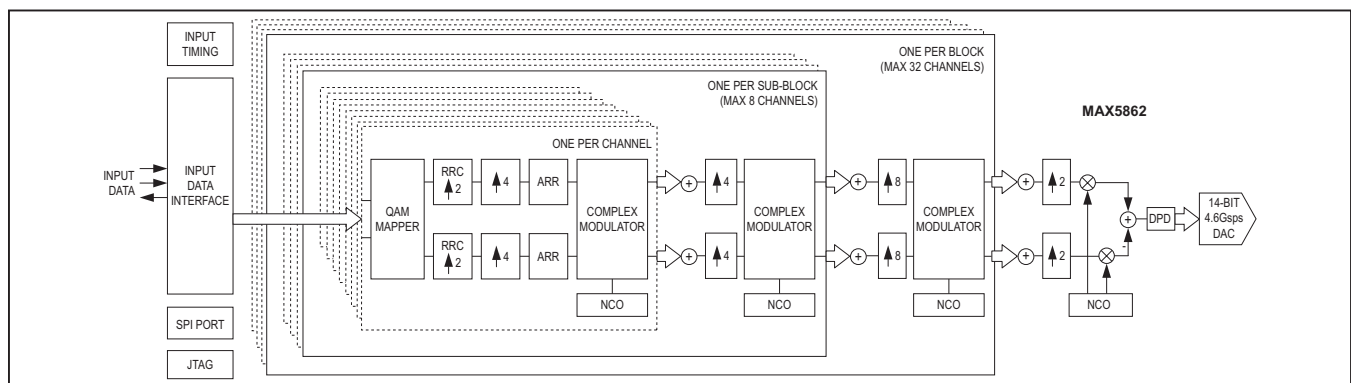 INPUT
TIMING
ONE PER BLOCK
(MAX 32 CHANNELS)
ONE PER SUB-BLOCK
(MAX 8 CHANNELS)
MAX5862
ONE PER CHANNEL
INPUT
DATA
INPUT
DATA
INTERFACE
QAM
MAPPER
RRC
2
4
ARR
COMPLEX
MODULATOR
+
4
COMPLEX
MODULATOR
+
8
COMPLEX
MODULATOR
+
2
RRC
2
4
ARR
+
4
+
8
+
2
+
-
DPD
14-BIT
4.6Gsps
DAC
NCO
NCO
NCO
NCO
SPI PORT
JTAG